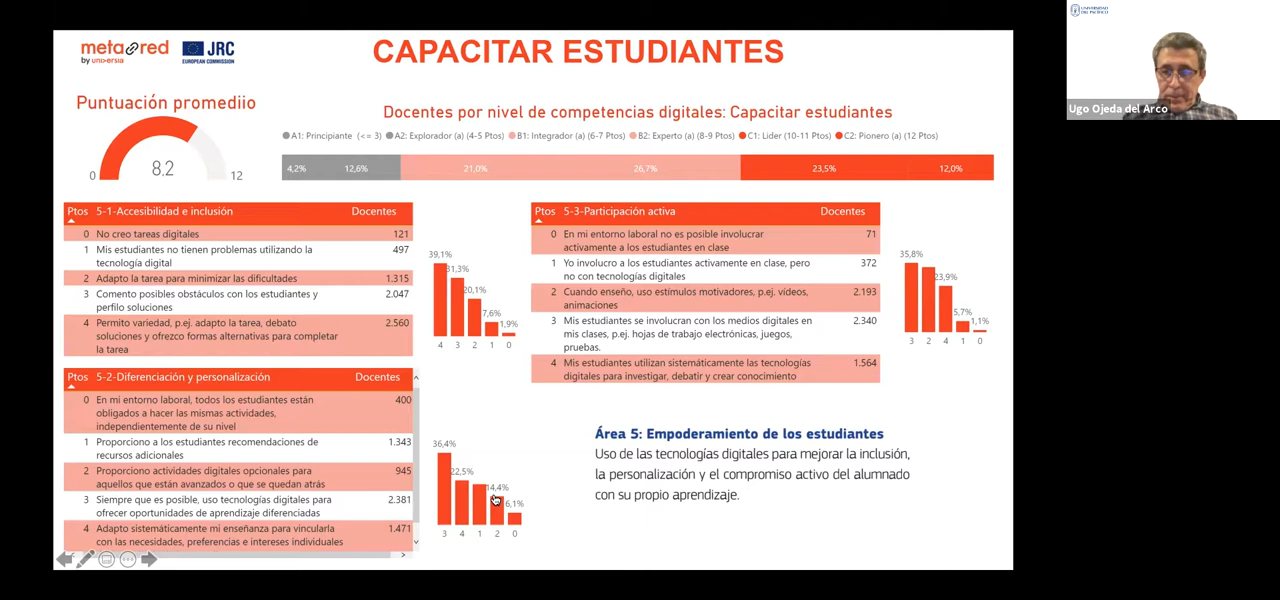 UNIVERSIDAD
DEL PACÍFICO
Ugo Ojeda del Arco
meta red
by universia
JRC
EUROPEAN COMMISSION
CAPACITAR ESTUDIANTES
Puntuación promediio
8.2
0
12
Docentes por nivel de competencias digitales: Capacitar estudiantes
A1: Principiante (<= 3) A2: Explorador (a) (4-5 Ptos) B1: Integrador (a) (6-7 Ptos) B2: Experto (a) (8-9 Ptos) C1: Lider (10-11 Ptos) C2: Pionero (a) (12 Ptos)
4,2% 12,6% 21,0% 26,7% 23,5% 12,0%
Ptos 5-1-Accesibilidad e inclusión Docentes
0 No creo tareas digitales 121
1 Mis estudiantes no tienen problemas utilizando la 497
tecnología digital
2 Adapto la tarea para minimizar las dificultades 1.315
3 Comento posibles obstáculos con los estudiantes y 2.047
perfilo soluciones
4 Permito variedad, p.ej. adapto la tarea, debato 2.560
soluciones y ofrezco formas alternativas para completar
la tarea
39,1%
31,3%
20,1%
7,6%
1,9%
4 3 2 1 0
Ptos 5-2-Diferenciación y personalización Docentes
0 En mi entorno laboral, todos los estudiantes están 400
obligados a hacer las mismas actividades,
independientemente de su nivel
1 Proporciono a los estudiantes recomendaciones de 1.343
recursos adicionales
2 Proporciono actividades digitales opcionales para 945
aquellos que están avanzados o que se quedan atrás
3 Siempre que es posible, uso tecnologías digitales para 2.381
ofrecer oportunidades de aprendizaje diferenciadas
4 Adapto sistemáticamente mi enseñanza para vincularla 1.471
con las necesidades, preferencias e intereses individuales
36,4%
22,5%
14,4%
6,1%
3 4 1 2 0
Ptos 5-3-Participación activa Docentes
0 En mi entorno laboral no es posible involucrar 71
activamente a los estudiantes en clase
1 Yo involucro a los estudiantes activamente en clase, pero 372
no con tecnologías digitales
2 Cuando enseño, uso estímulos motivadores, p.ej. vídeos, 2.193
animaciones
3 Mis estudiantes se involucran con los medios digitales en 2.340
mis clases, p.ej. hojas de trabajo electrónicas, juegos,
pruebas.
4 Mis estudiantes utilizan sistemáticamente las tecnologías 1.564
digitales para investigar, debatir y crear conocimiento
35,8%
23,9%
5,7%
1,1%
3 2 4 1 0
Área 5: Empoderamiento de los estudiantes
Uso de las tecnologías digitales para mejorar la inclusión,
la personalización y el compromiso activo del alumnado
con su propio aprendizaje.